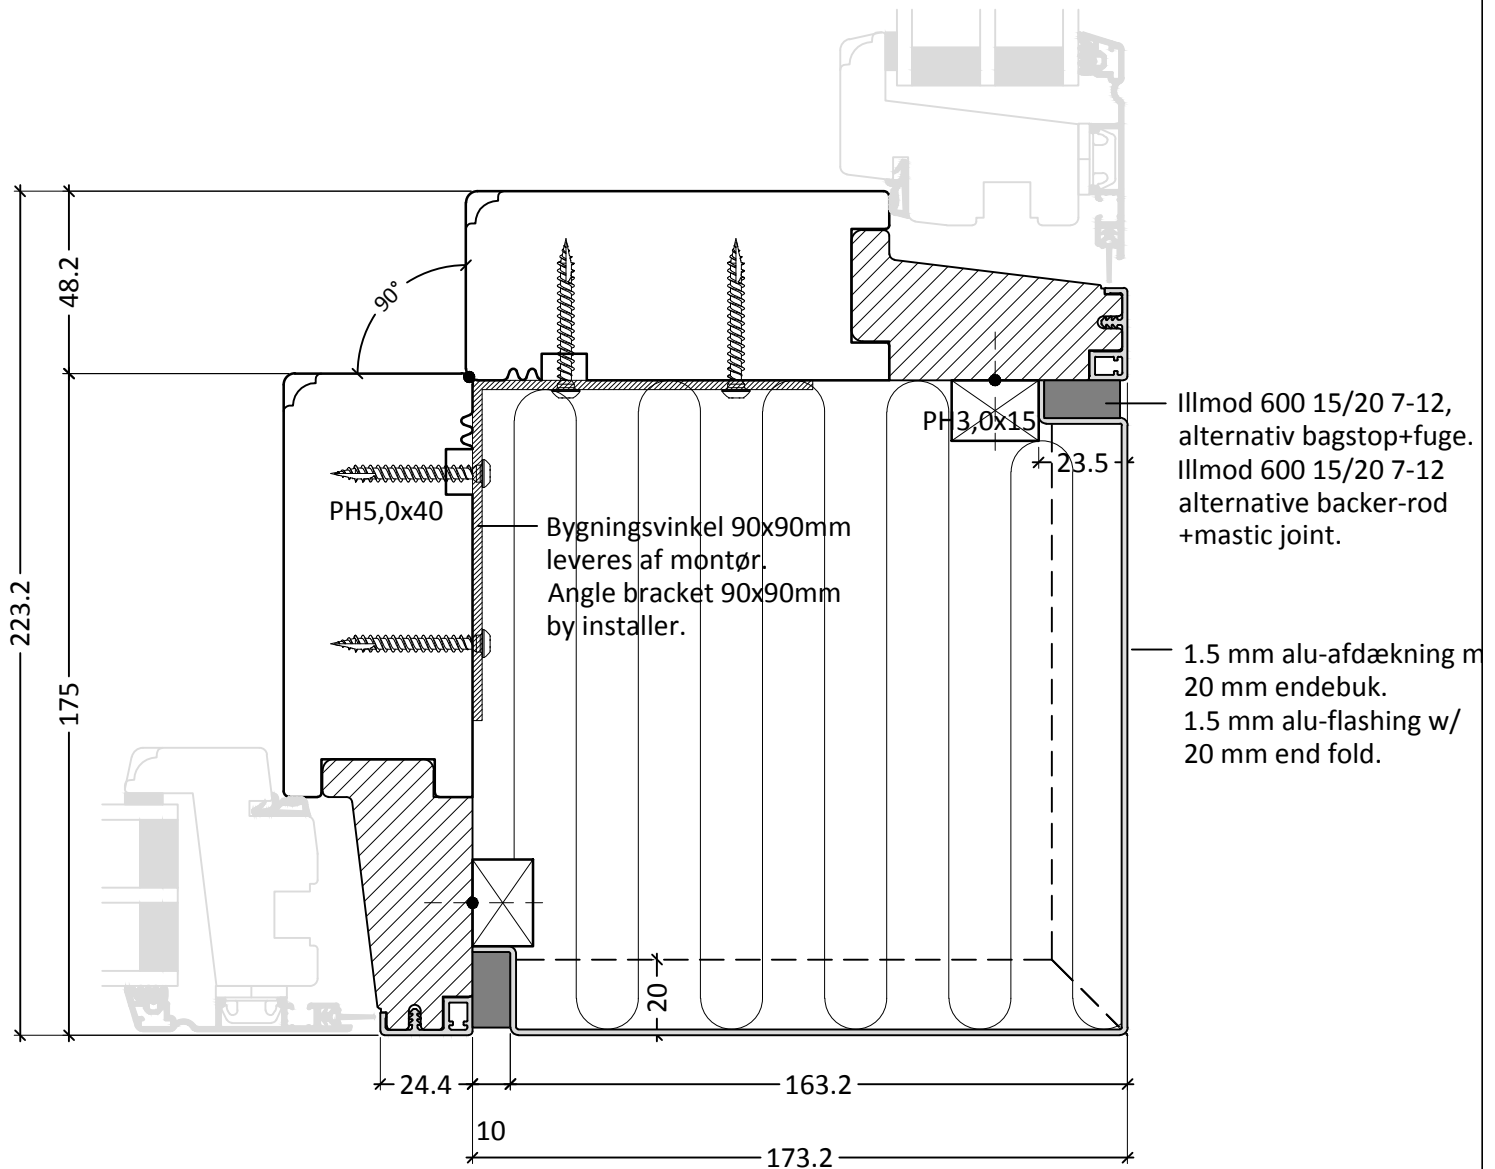 48.2
90°
Illmod 600 15/20 7-12,
alternativ bagstop+fuge.
Illmod 600 15/20 7-12
alternative backer-rod
+mastic joint.
PH3,0x15
23.5
PH5,0x40
Bygningsvinkel 90x90mm
leveres af montør.
Angle bracket 90x90mm
by installer.
223.2
175
1.5 mm alu-afdækning m
20 mm endebuk.
1.5 mm alu-flashing w/
20 mm end fold.
20
24.4
163.2
10
173.2